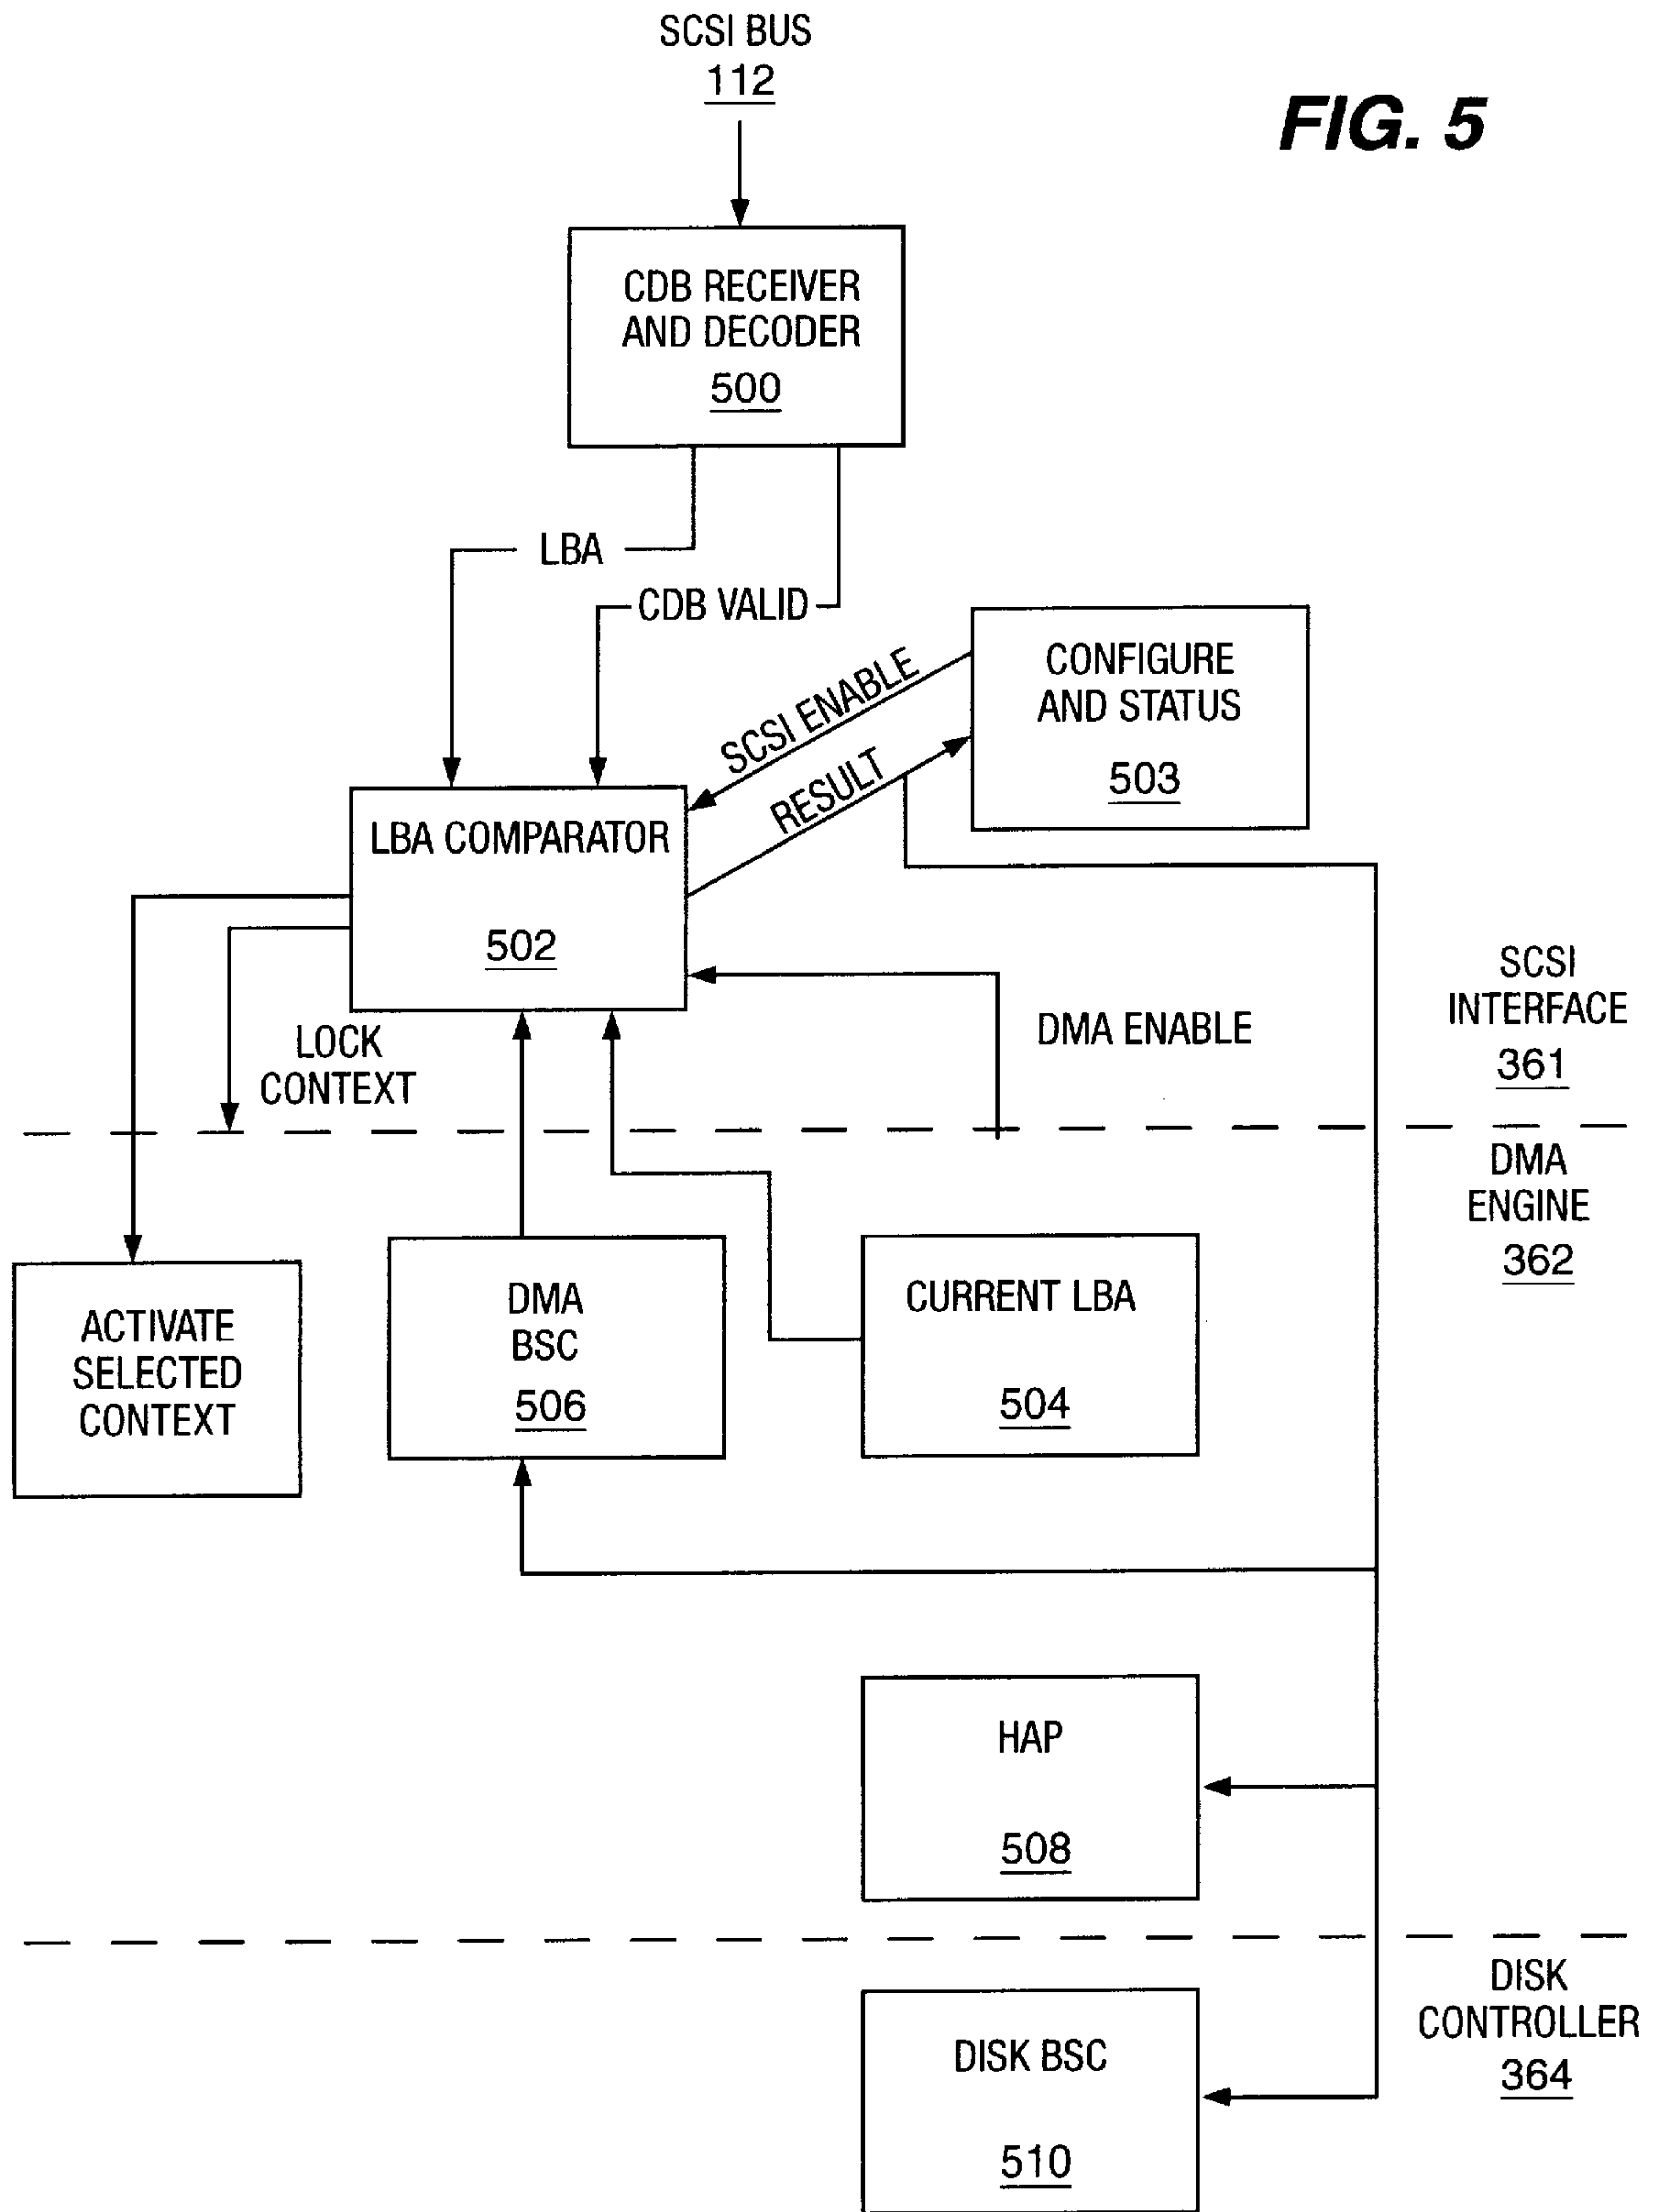 SCSI BUS
112
FIG. 5
CDB RECEIVER
AND DECODER
500
LBA
CDB VALID
SCSI ENABLE
RESULT
CONFIGURE
AND STATUS
503
LBA COMPARATOR
502
LOCK
CONTEXT
DMA ENABLE
SCSI
INTERFACE
361
DMA
ENGINE
362
ACTIVATE
SELECTED
CONTEXT
DMA
BSC
506
CURRENT LBA
504
HAP
508
DISK
CONTROLLER
364
DISK BSC
510